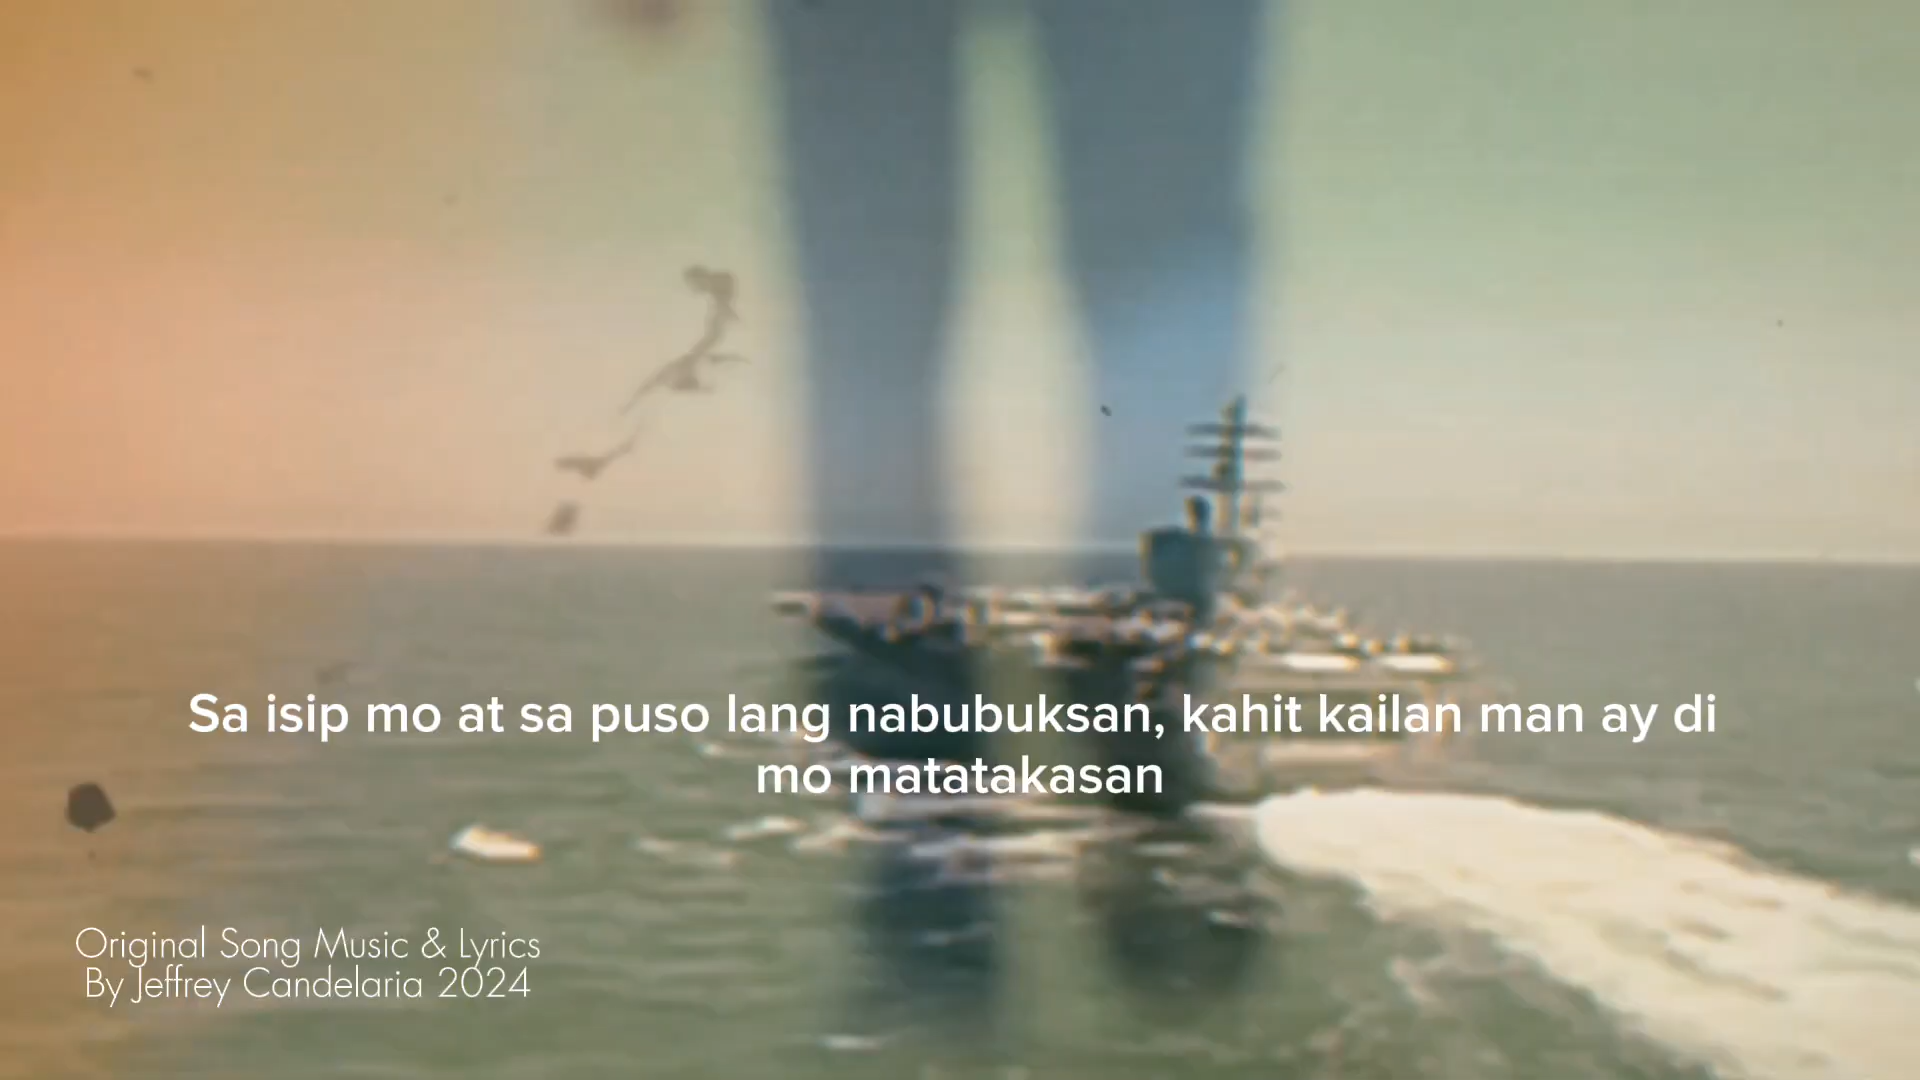 Sa isip mo at sa puso lang nabubuksan, kahit kailan man ay di
mo matatakasan
Original Song Music & Lyrics
By Jeffrey Candelaria 2024